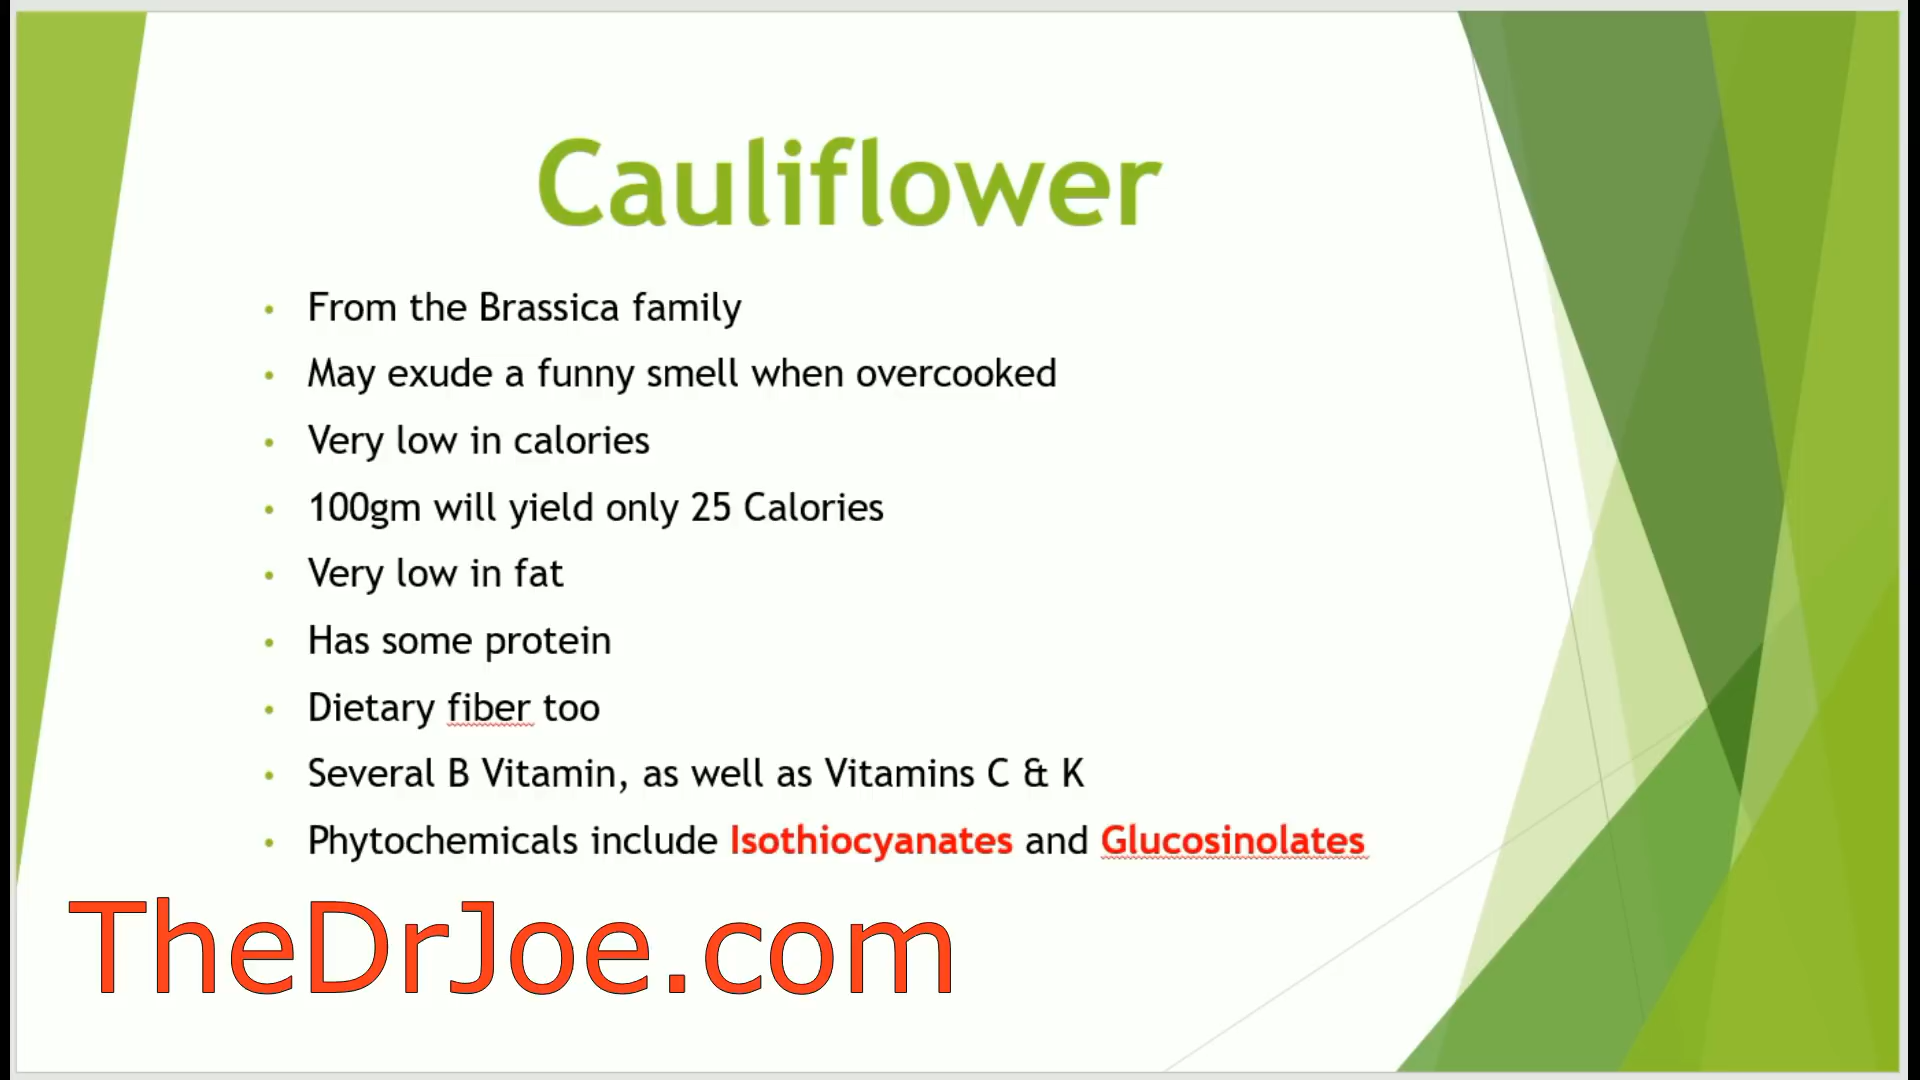 Cauliflower
• From the Brassica family
• May exude a funny smell when overcooked
• Very low in calories
• 100gm will yield only 25 Calories
• Very low in fat
• Has some protein
• Dietary fiber too
• Several B Vitamin, as well as Vitamins C & K
• Phytochemicals include Isothiocyanates and Glucosinolates
TheDrJoe.com